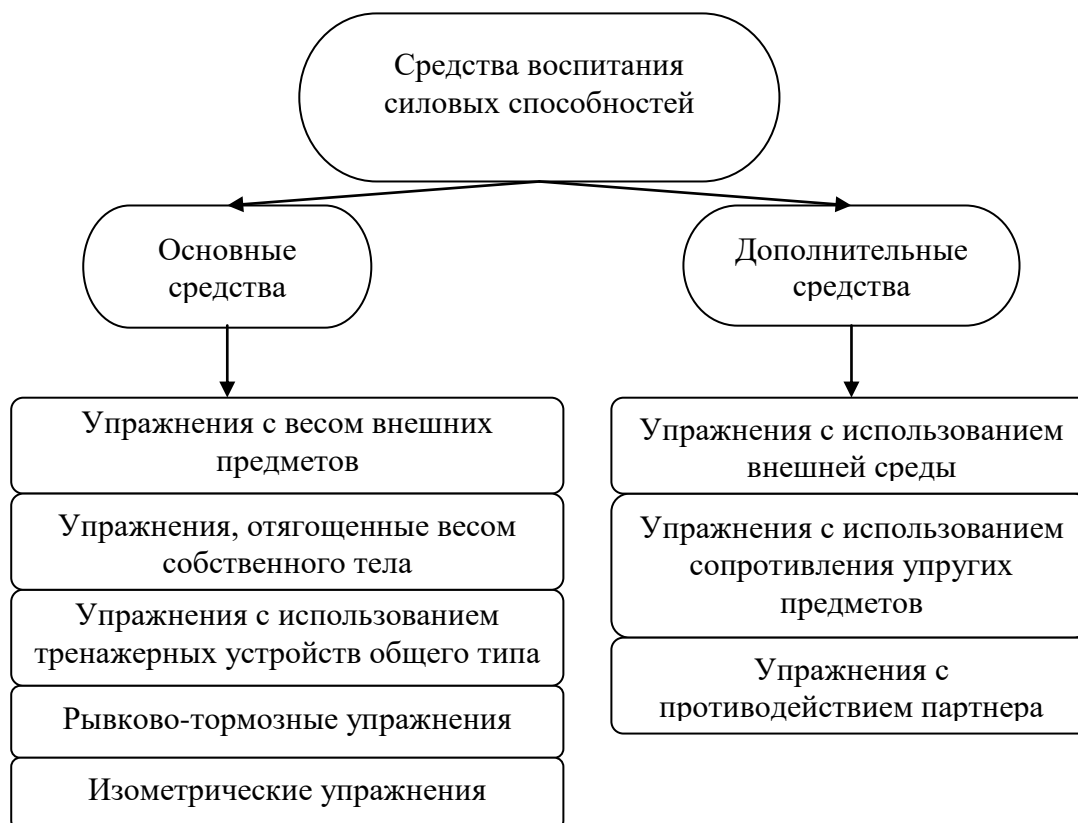 Средства воспитания
силовых способностей
Основные
средства
Дополнительные
средства
Упражнения с весом внешних
предметов
Упражнения, отягощенные весом
собственного тела
Упражнения с использованием
тренажерных устройств общего типа
Рывково-тормозные упражнения
Изометрические упражнения
Упражнения с использованием
внешней среды
Упражнения с использованием
сопротивления упругих
предметов
Упражнения с
противодействием партнера